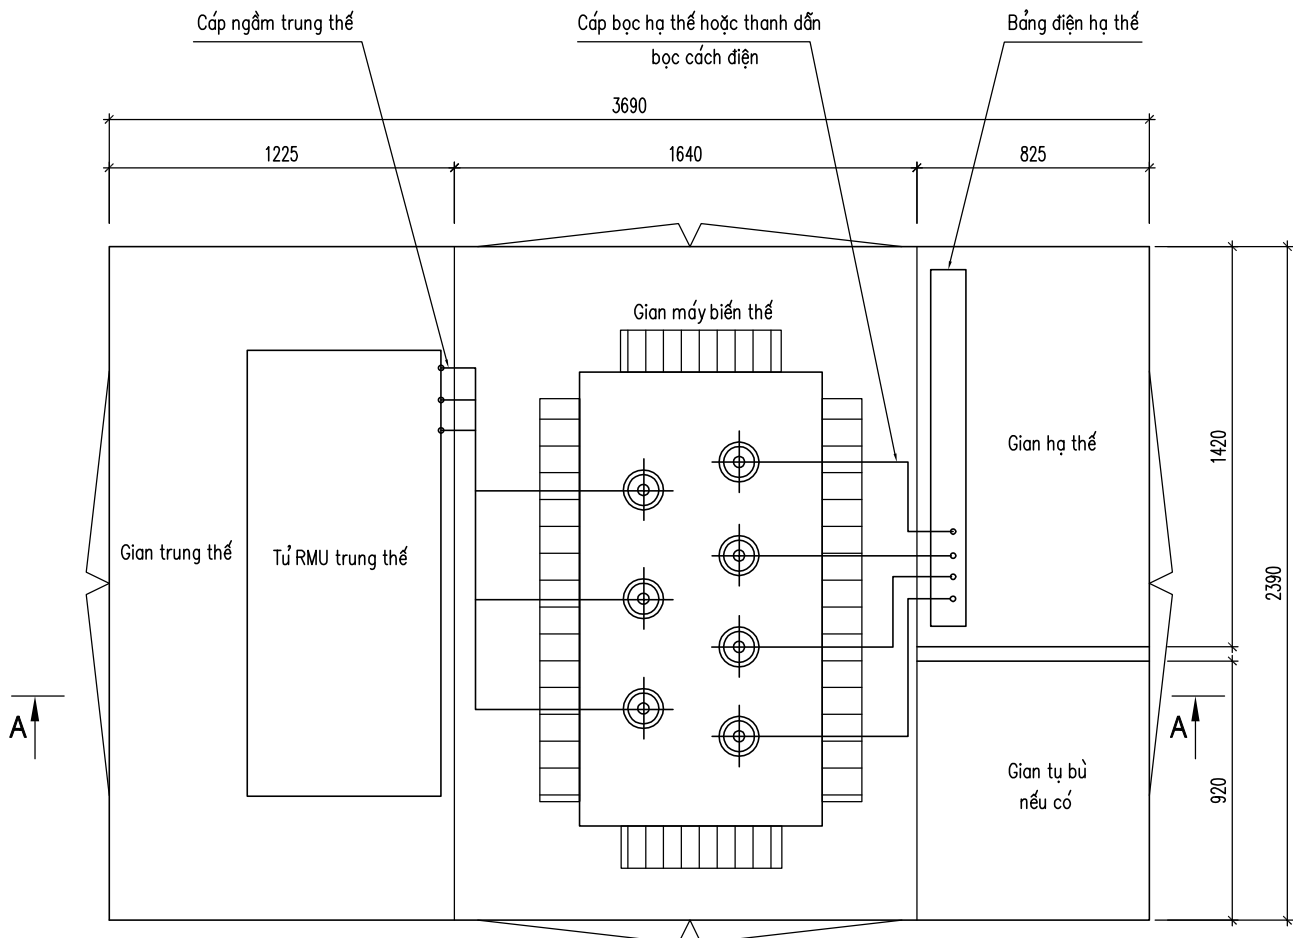 Cáp ngầm trung thế
Cáp bọc hạ thế hoặc thanh dẫn
bọc cách điện
Bảng điện hạ thế
3690
1225
1640
825
Gian máy biến thế
Gian hạ thế
1420
2390
Gian trung thế
Tủ RMU trung thế
A
A
Gian tụ bù
nếu có
920